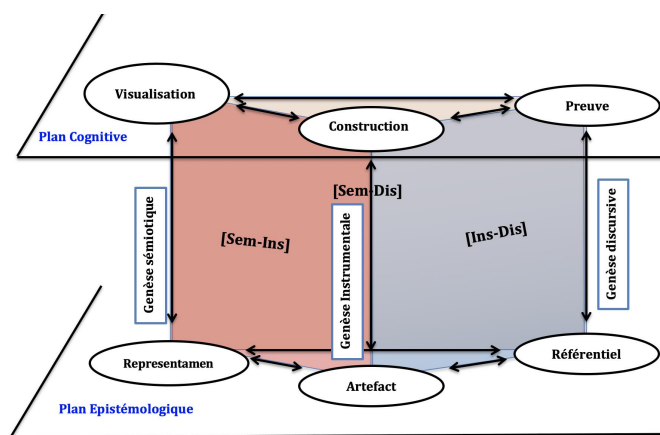 Visualisation
Preuve
Construction
Plan Cognitive
[Sem-Dis]
[Sem-Ins]
[Ins-Dis]
Genèse sémiotique
Genèse Instrumentale
Genèse discursive
Representamen
Référentiel
Artefact
Plan Epistémologique